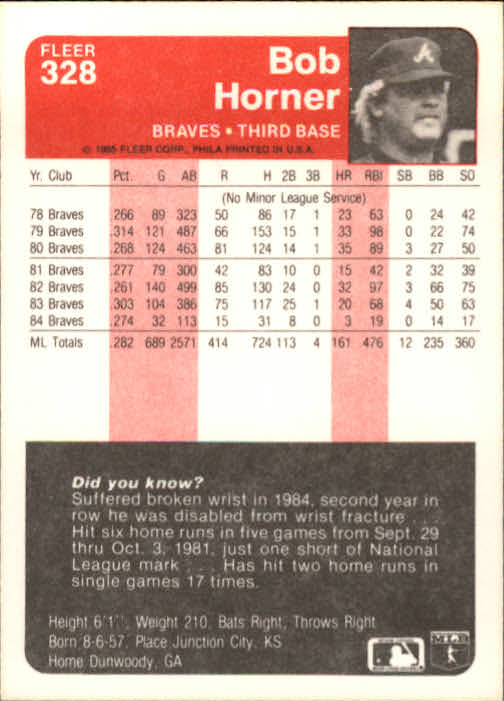 FLEER
328
Bob
Horner
A
BRAVES • THIRD BASE
© 1985 FLEER CORP., PHILA PRINTED IN U.S.A.
Yr. Club Pct. G AB R H 2B 3B HR RBI SB BB SO
(No Minor League Service)
78 Braves .266 89 323 50 86 17 1 23 63 0 24 42
79 Braves .314 121 487 66 153 15 1 33 98 0 22 74
80 Braves .268 124 463 81 124 14 1 35 89 3 27 50
81 Braves .277 79 300 42 83 10 0 15 42 2 32 39
82 Braves .261 140 499 85 130 24 0 32 97 3 66 75
83 Braves .303 104 386 75 117 25 1 20 68 4 50 63
84 Braves .274 32 113 15 31 8 0 3 19 0 14 17
ML Totals .282 689 2571 414 724 113 4 161 476 12 235 360
Did you know?
Suffered broken wrist in 1984, second year in
row he was disabled from wrist fracture . . .
Hit six home runs in five games from Sept. 29
thru Oct. 3, 1981, just one short of National
League mark . . . Has hit two home runs in
single games 17 times.
Height 6'1". Weight 210. Bats Right, Throws Right
Born 8-6-57, Place Junction City, KS
Home Dunwoody, GA
MLB